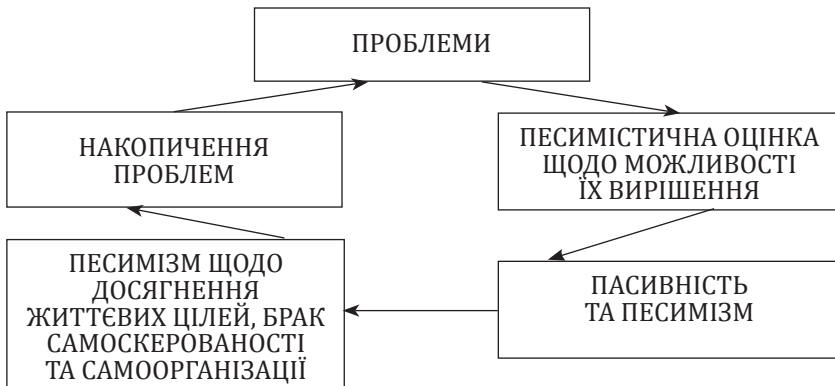 ПРОБЛЕМИ
ПЕСИМІСТИЧНА ОЦІНКА
ЩОДО МОЖЛИВОСТІ
ЇХ ВИРІШЕННЯ
ПАСИВНІСТЬ
ТА ПЕСИМІЗМ
ПЕСИМІЗМ ЩОДО
ДОСЯГНЕННЯ
ЖИТТЄВИХ ЦІЛЕЙ, БРАК
САМОСКЕРОВАНОСТІ
ТА САМООРГАНІЗАЦІЇ
НАКОПИЧЕННЯ
ПРОБЛЕМ